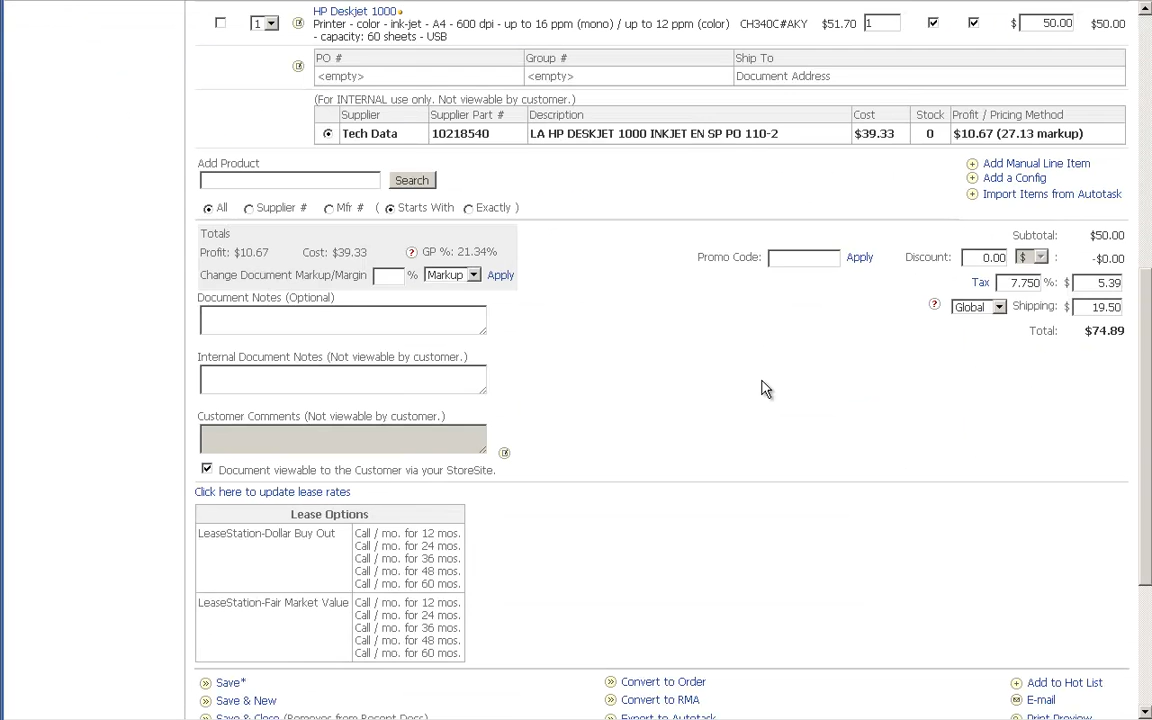 HP Deskjet 1000
1 Printer - color - ink-jet - A4 - 600 dpi - up to 16 ppm (mono) / up to 12 ppm (color) CH340C#AKY $51.70 1 $ 50.00 $50.00
- capacity: 60 sheets - USB
PO # Group # Ship To
<empty> <empty> Document Address
(For INTERNAL use only. Not viewable by customer.)
Supplier Supplier Part # Description Cost Stock Profit / Pricing Method
Tech Data 10218540 LA HP DESKJET 1000 INKJET EN SP PO 110-2 $39.33 0 $10.67 (27.13 markup)
Add Product
Add Manual Line Item
Search
Add a Config
Import Items from Autotask
All Supplier # Mfr # ( Starts With Exactly )
Totals
Subtotal: $50.00
Profit: $10.67 Cost: $39.33 ? GP %: 21.34%
Promo Code: Apply Discount: 0.00 $ : -$0.00
Change Document Markup/Margin % Markup Apply
Tax 7.750 %: $ 5.39
Document Notes (Optional)
? Global Shipping: $ 19.50
Total: $74.89
Internal Document Notes (Not viewable by customer.)
Customer Comments (Not viewable by customer.)
Document viewable to the Customer via your StoreSite.
Click here to update lease rates
Lease Options
LeaseStation-Dollar Buy Out Call / mo. for 12 mos.
Call / mo. for 24 mos.
Call / mo. for 36 mos.
Call / mo. for 48 mos.
Call / mo. for 60 mos.
LeaseStation-Fair Market Value Call / mo. for 12 mos.
Call / mo. for 24 mos.
Call / mo. for 36 mos.
Call / mo. for 48 mos.
Call / mo. for 60 mos.
Save* Convert to Order Add to Hot List
Save & New Convert to RMA E-mail
Save & Close (Removes from Recent Docs) Export to Autotask Print Preview